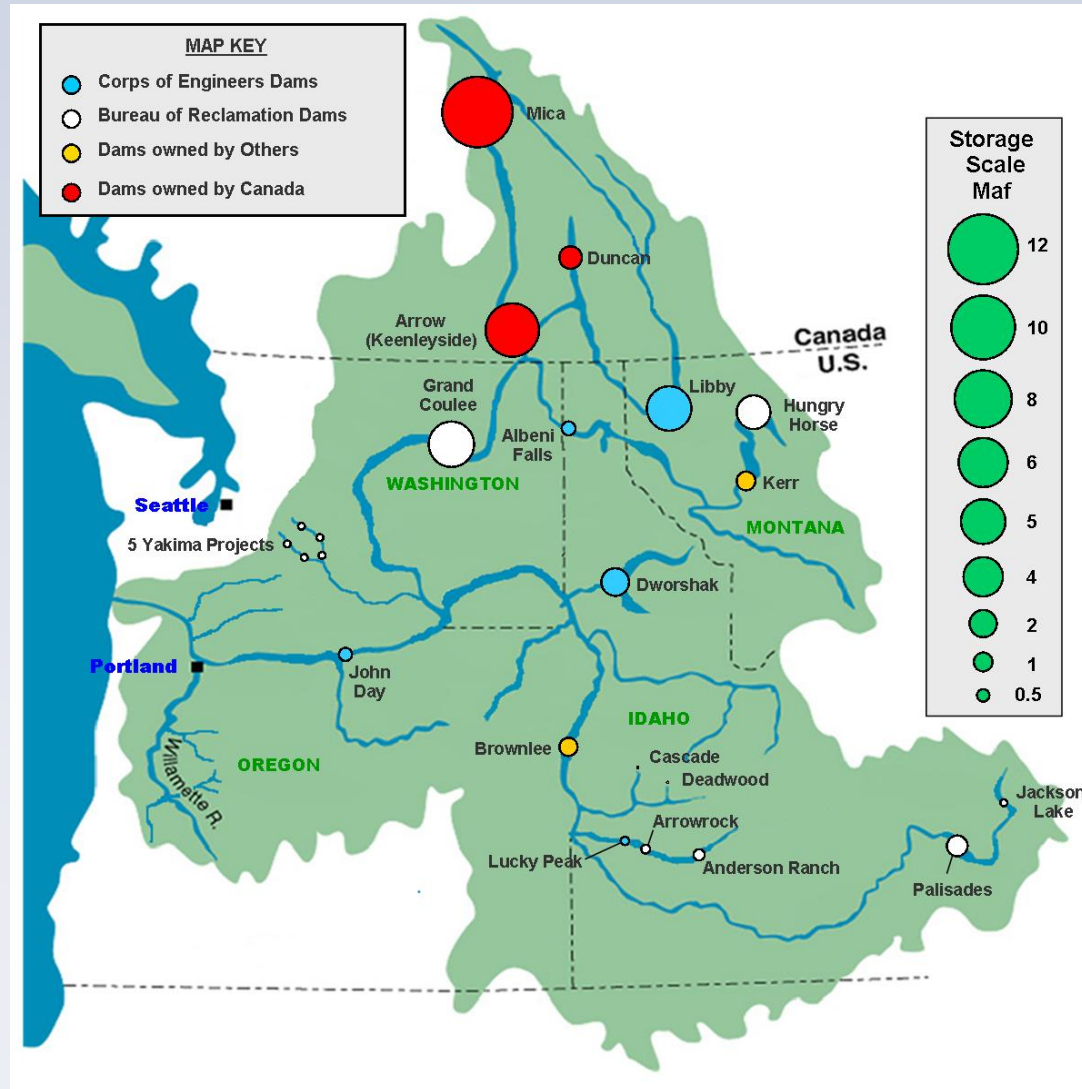 MAP KEY
Corps of Engineers Dams
Bureau of Reclamation Dams
Dams owned by Others
Dams owned by Canada
Storage
Scale
Maf
12
10
8
6
5
4
2
1
0.5
Mica
Duncan
Arrow
(Keenleyside)
Canada
U.S.
Grand
Coulee
Libby
Hungry
Horse
Albeni
Falls
Kerr
WASHINGTON
MONTANA
Seattle
5 Yakima Projects
Dworshak
Portland
John
Day
IDAHO
Brownlee
Cascade
Deadwood
OREGON
Willamette R.
Jackson
Lake
Arrowrock
Lucky Peak
Anderson Ranch
Palisades